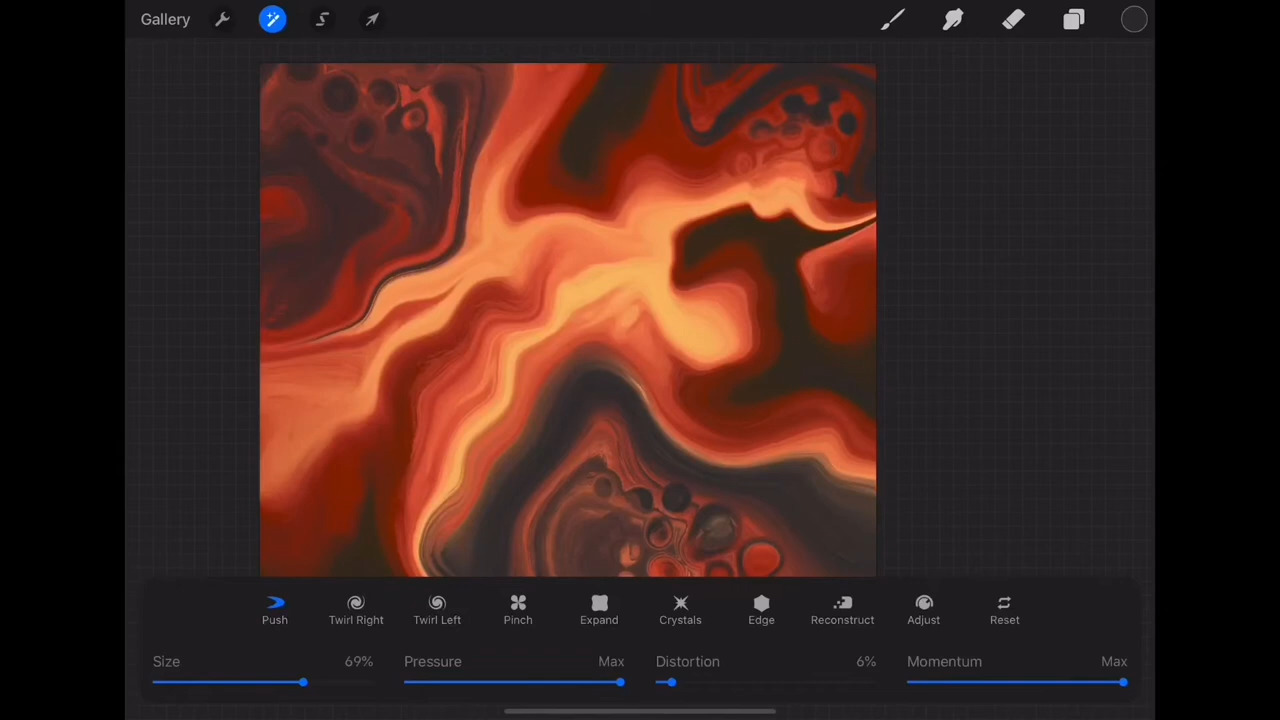 Gallery
Push Twirl Right Twirl Left Pinch Expand Crystals Edge Reconstruct Adjust Reset
Size 69% Pressure Max Distortion 6% Momentum Max